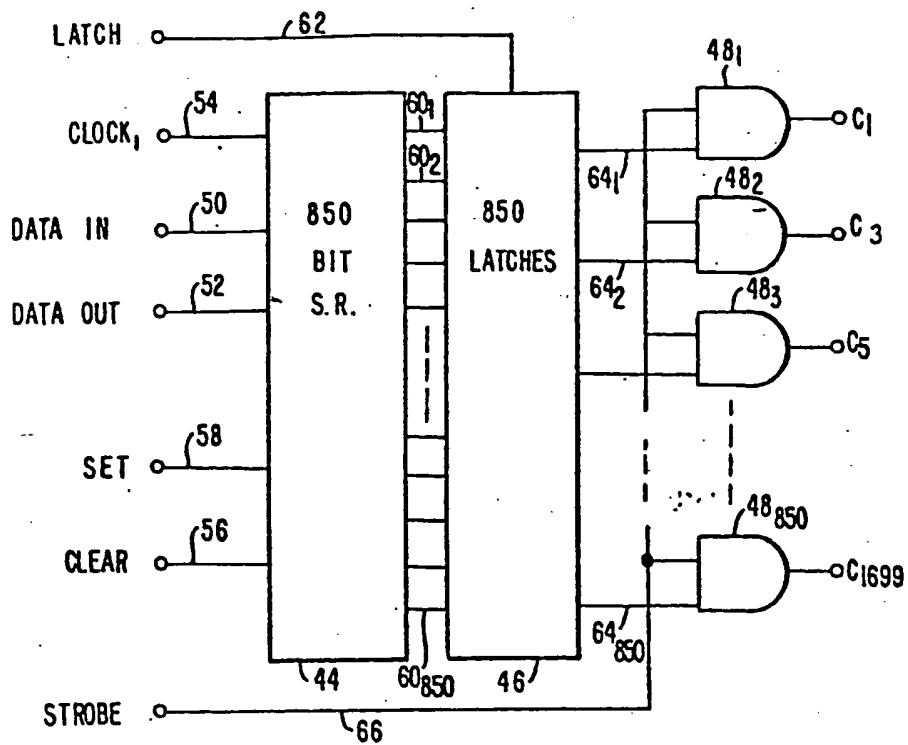 LATCH
62
48₁
CLOCK₁
54
60₁
C₁
60₂
64₁
48₂
DATA IN
50
850
BIT
S.R.
850
LATCHES
C₃
64₂
DATA OUT
52
48₃
C₅
SET
58
CLEAR
56
48₈₅₀
C₁₆₉₉
44
60₈₅₀
46
64₈₅₀
STROBE
66